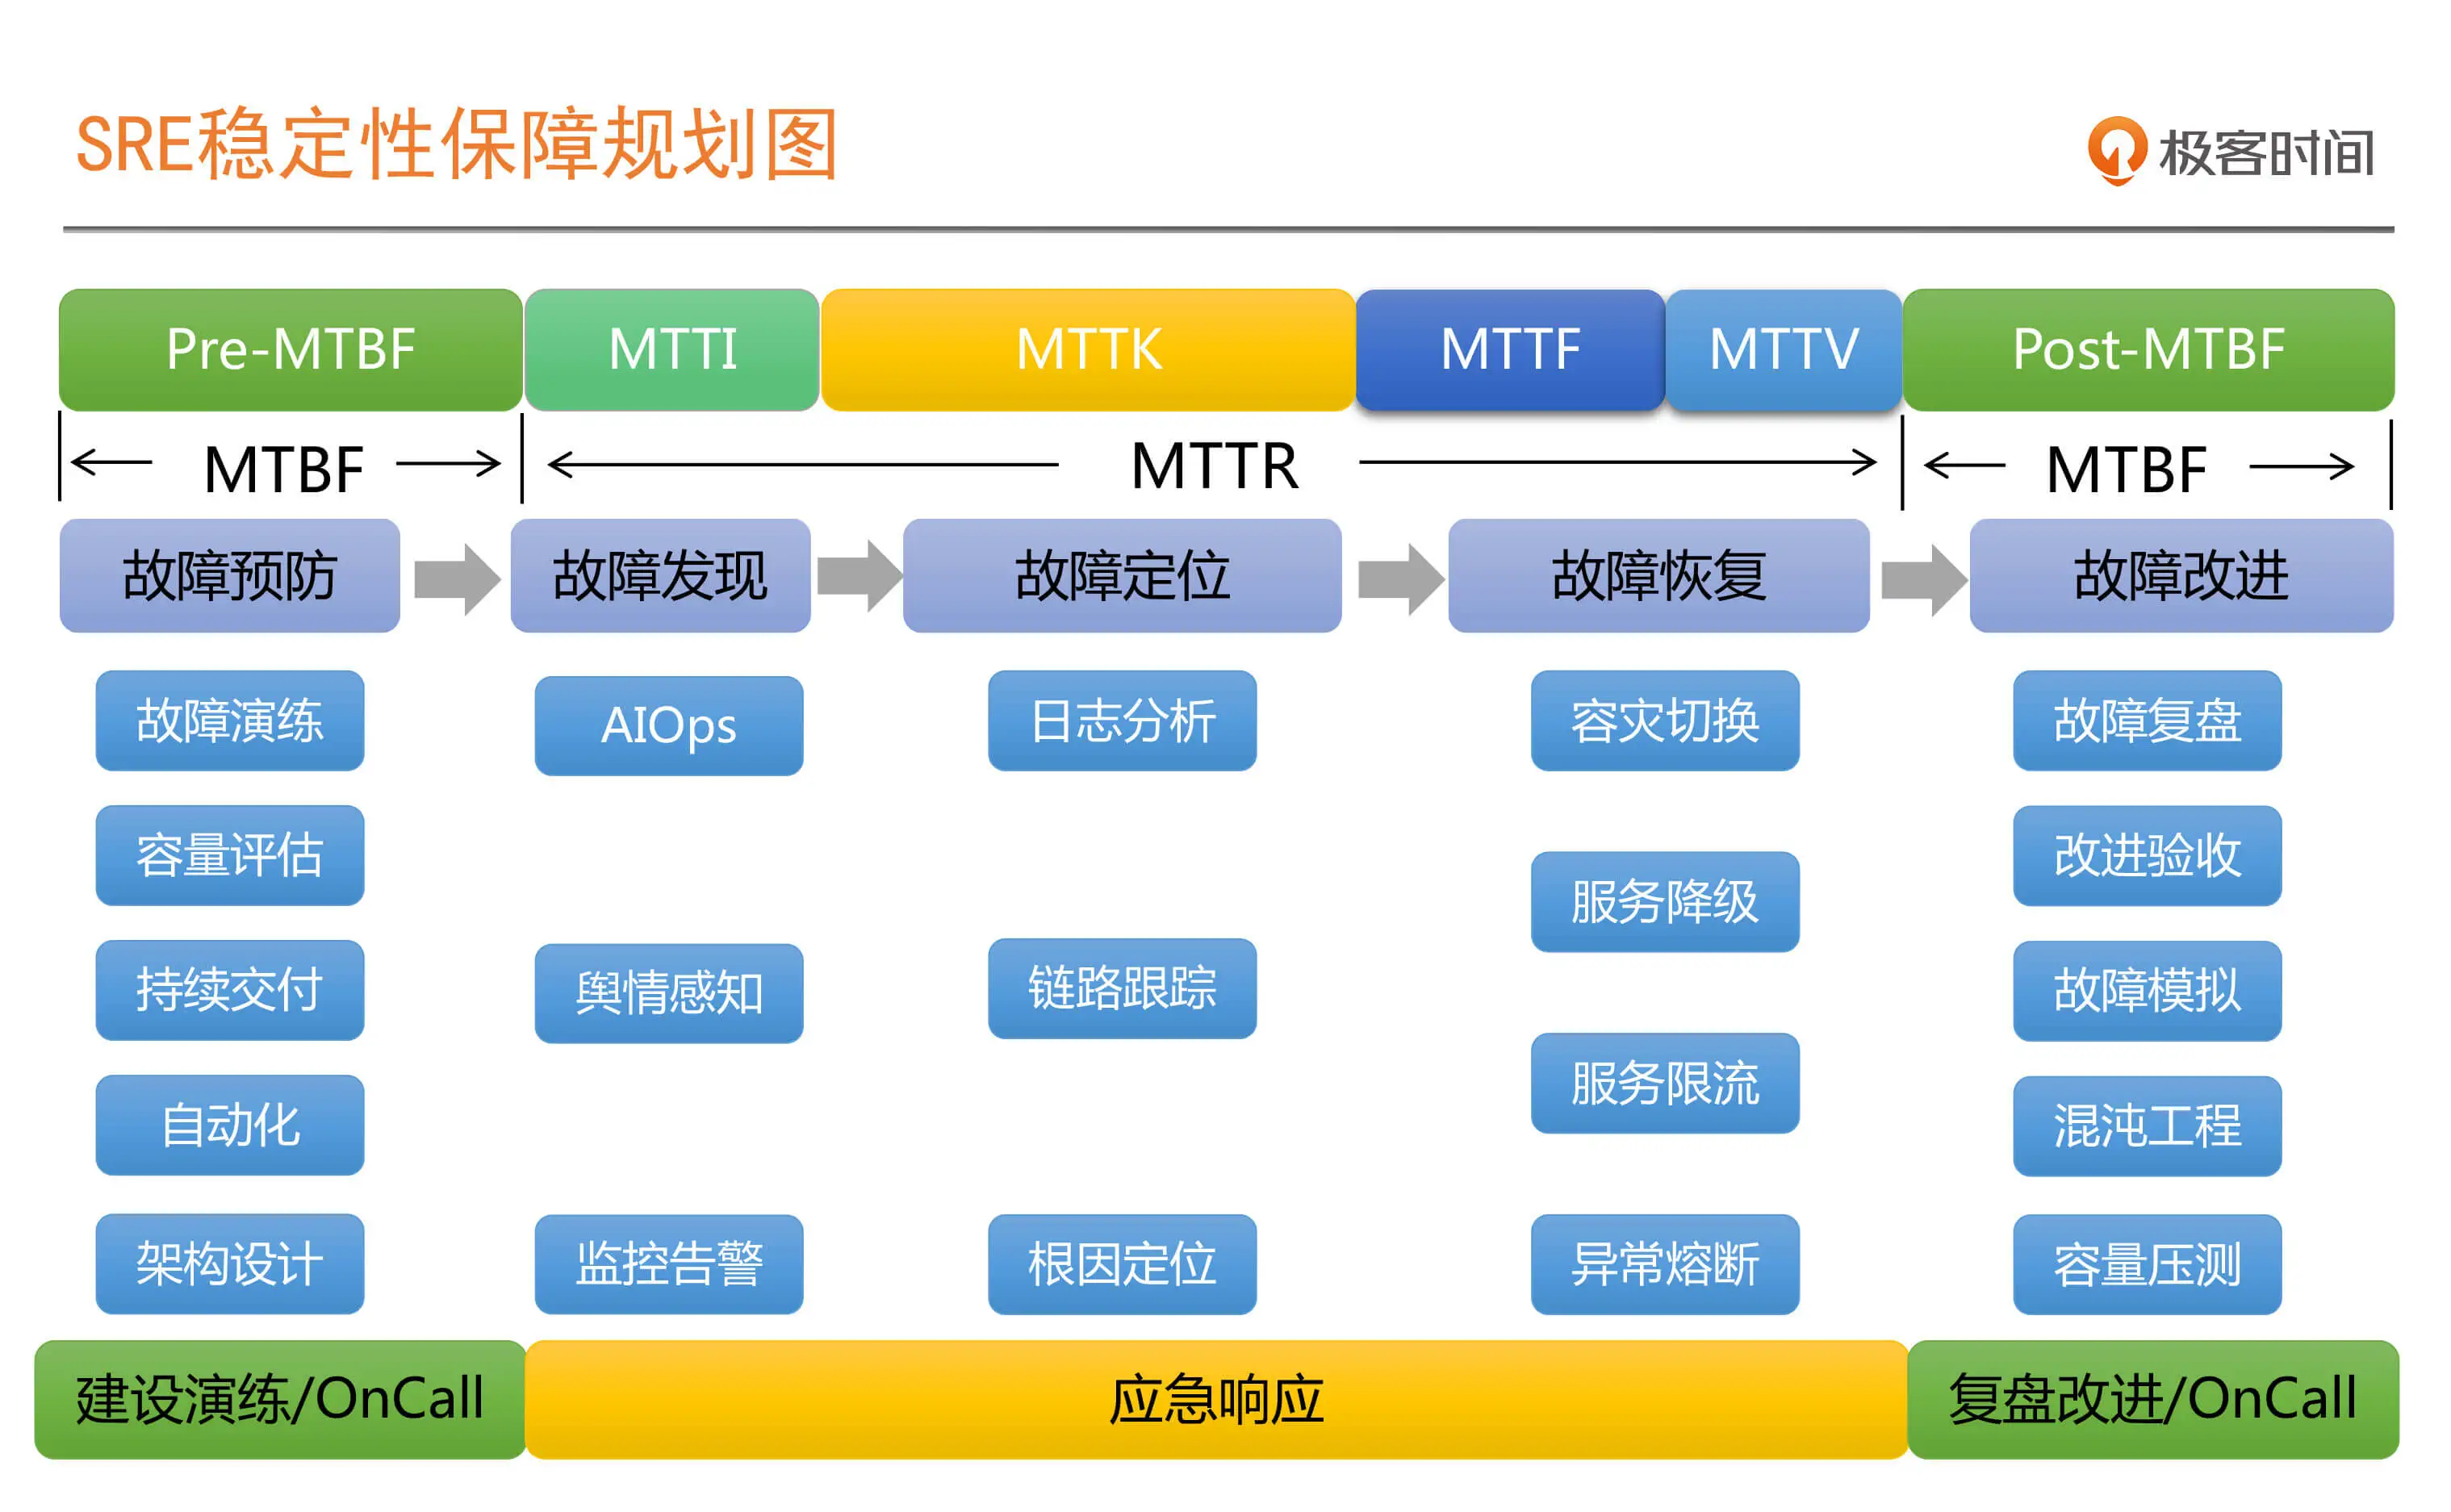 SRE稳定性保障规划图
极客时间
Pre-MTBF
MTTI
MTTK
MTTF
MTTV
Post-MTBF
MTBF
MTTR
MTBF
故障预防
故障发现
故障定位
故障恢复
故障改进
故障演练
容量评估
持续交付
自动化
架构设计
AIOps
舆情感知
监控告警
日志分析
链路跟踪
根因定位
容灾切换
服务降级
服务限流
异常熔断
故障复盘
改进验收
故障模拟
混沌工程
容量压测
建设演练/OnCall
应急响应
复盘改进/OnCall